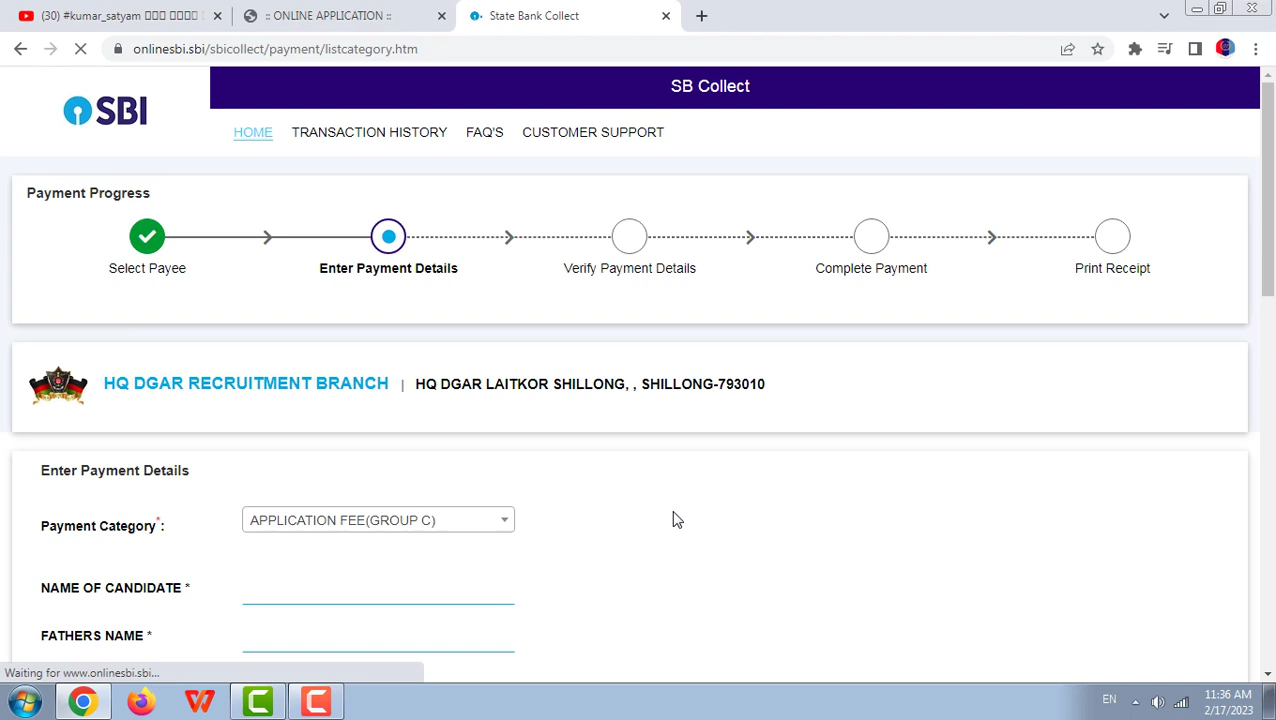 (30) #kumar_satyam
:: ONLINE APPLICATION ::
State Bank Collect
onlinesbi.sbi/sbicollect/payment/listcategory.htm
SBI
SB Collect
HOME TRANSACTION HISTORY FAQ'S CUSTOMER SUPPORT
Payment Progress
Select Payee
Enter Payment Details
Verify Payment Details
Complete Payment
Print Receipt
HQ DGAR RECRUITMENT BRANCH | HQ DGAR LAITKOR SHILLONG, , SHILLONG-793010
Enter Payment Details
Payment Category*: APPLICATION FEE(GROUP C)
NAME OF CANDIDATE *
FATHERS NAME *
Waiting for www.onlinesbi.sbi...
EN
11:36 AM
2/17/2023